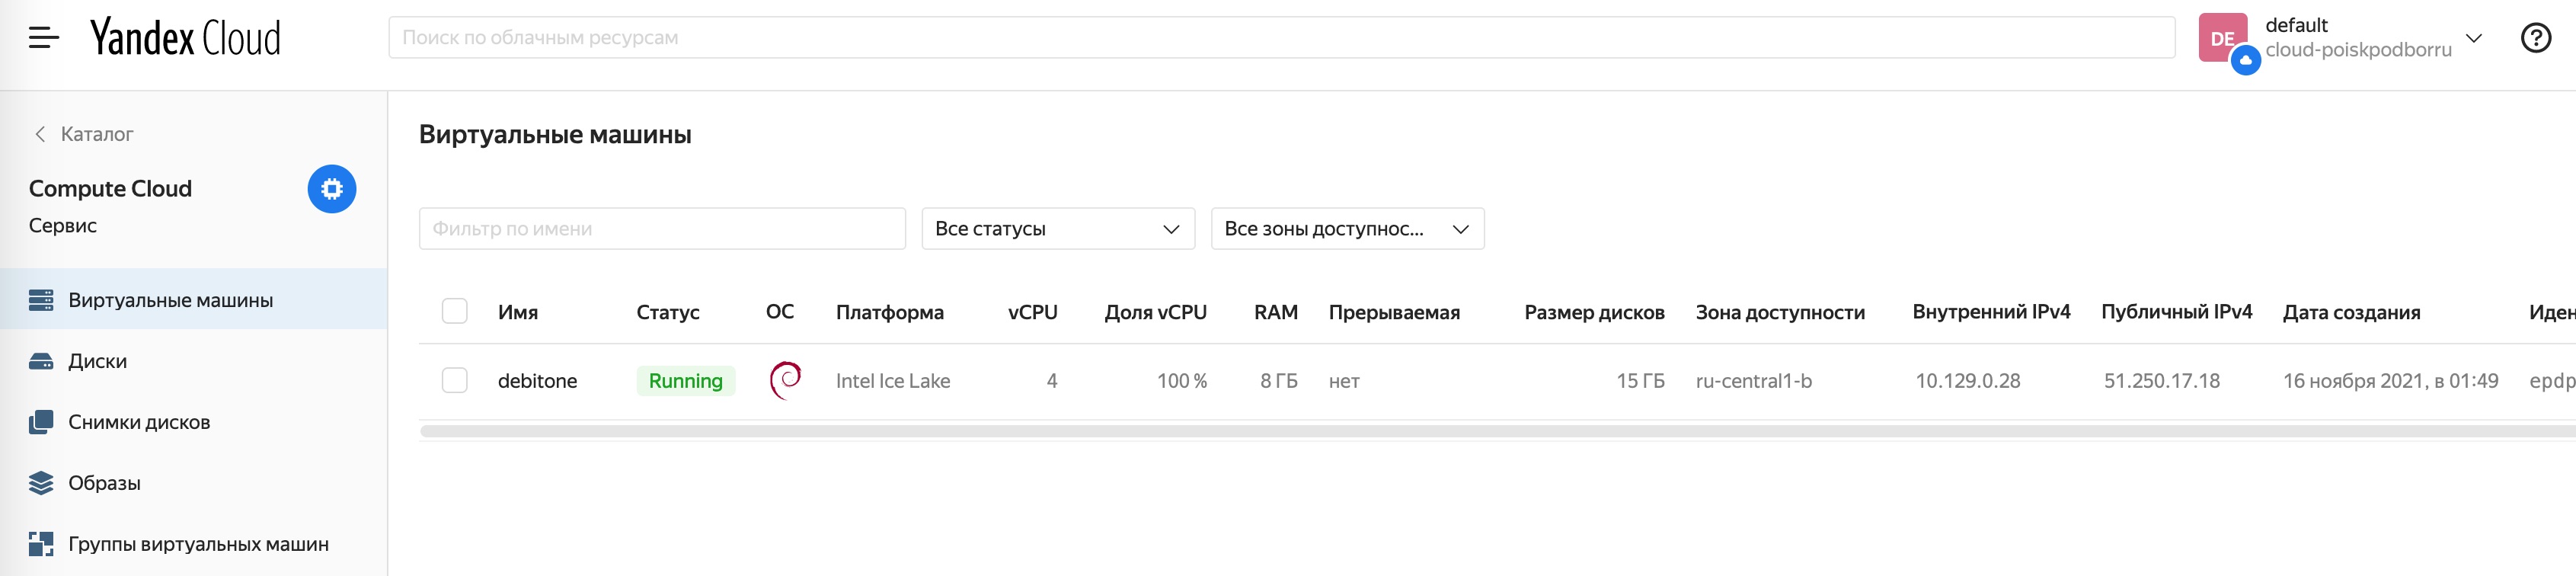 Yandex Cloud
Поиск по облачным ресурсам
DE
default
cloud-poiskpodborru
Каталог
Compute Cloud
Сервис
Виртуальные машины
Диски
Снимки дисков
Образы
Группы виртуальных машин
Виртуальные машины
Фильтр по имени
Все статусы
Все зоны доступнос...
Имя Статус ОС Платформа vCPU Доля vCPU RAM Прерываемая Размер дисков Зона доступности Внутренний IPv4 Публичный IPv4 Дата создания Иден
debitone Running Intel Ice Lake 4 100 % 8 ГБ нет 15 ГБ ru-central1-b 10.129.0.28 51.250.17.18 16 ноября 2021, в 01:49 epdp